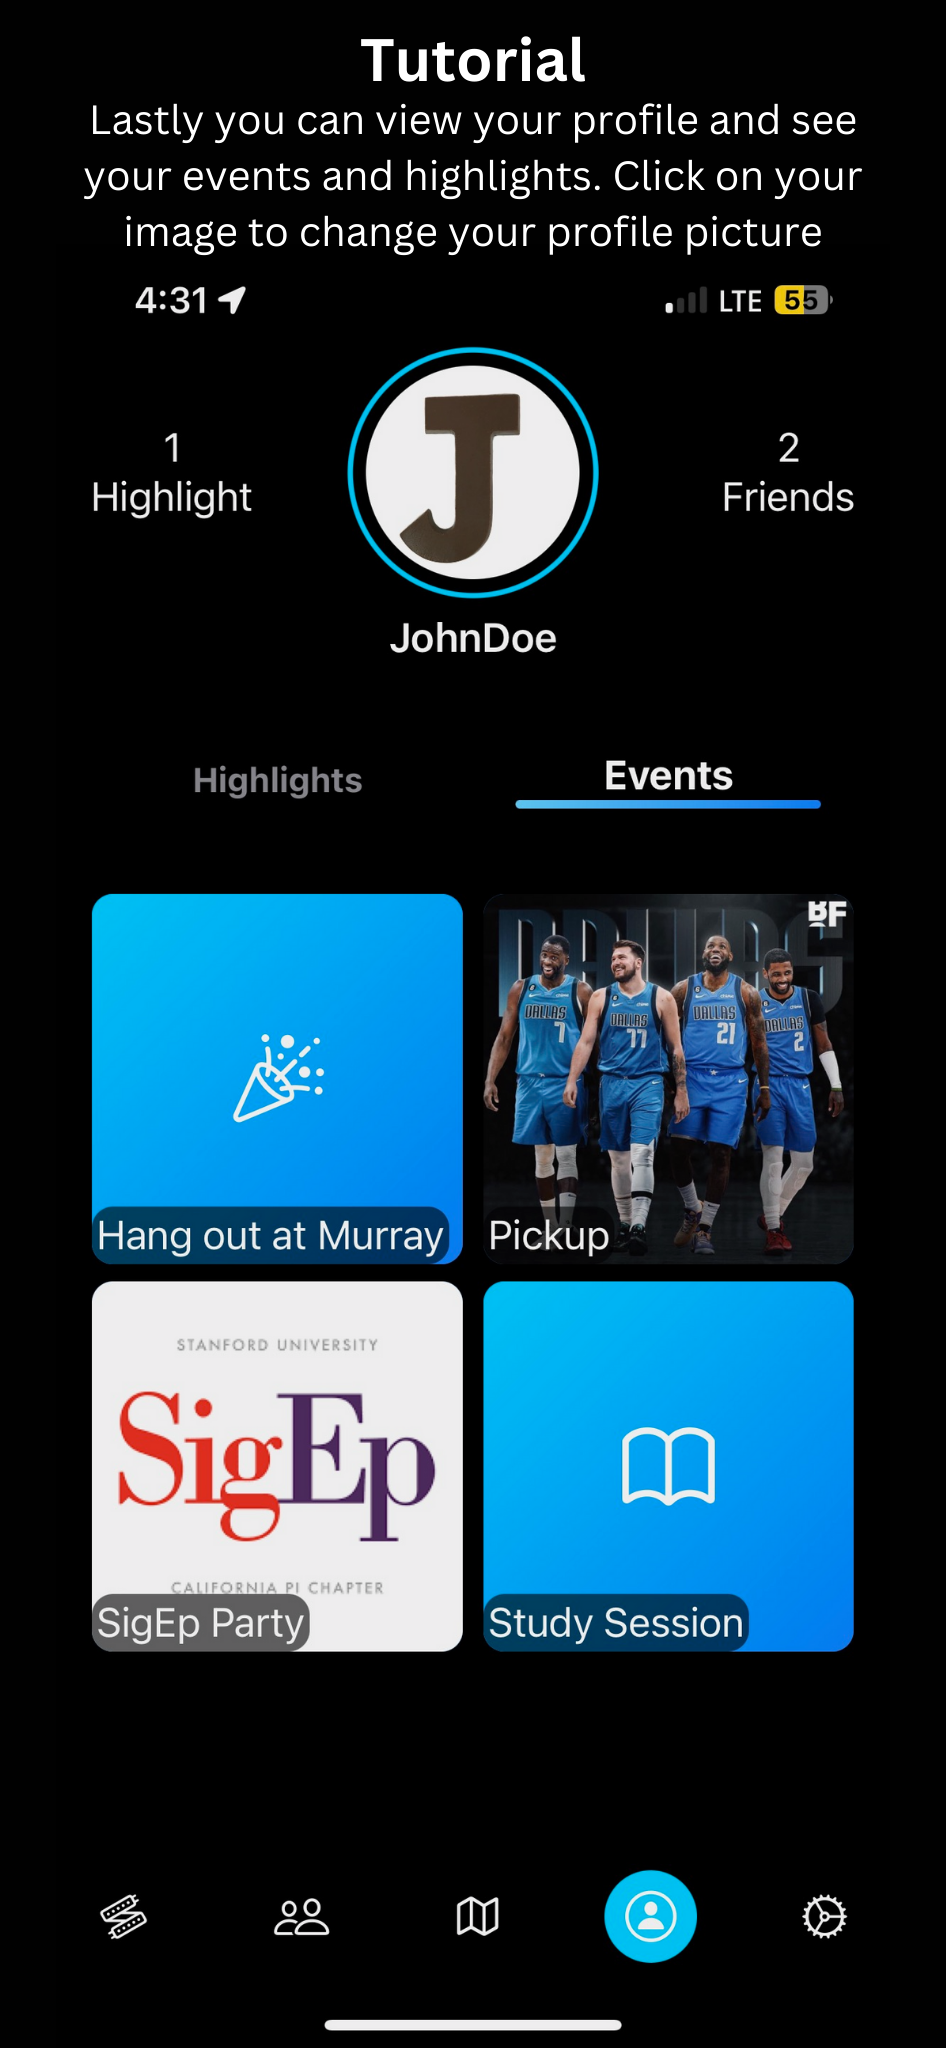 Tutorial
Lastly you can view your profile and see
your events and highlights. Click on your
image to change your profile picture
4:31
LTE 55
1
Highlight
J
2
Friends
JohnDoe
Highlights
Events
BF
DALLAS
DALLAS
7
DALLAS
77
DALLAS
21
DALLAS
2
Hang out at Murray
Pickup
STANFORD UNIVERSITY
SigEp
CALIFORNIA PI CHAPTER
SigEp Party
Study Session